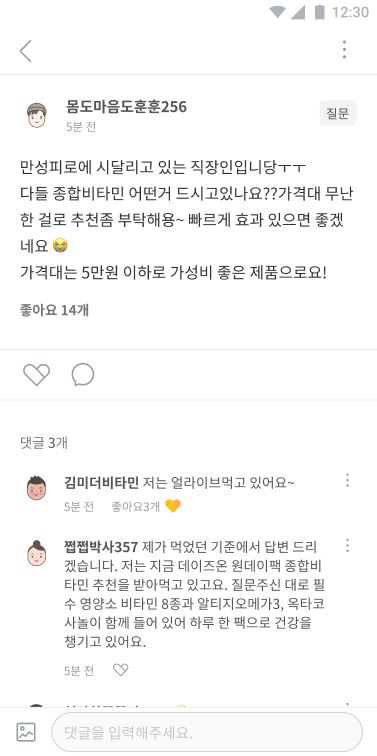 12:30
몸도마음도훈훈256
5분 전
질문
만성피로에 시달리고 있는 직장인입니당ㅜㅜ
다들 종합비타민 어떤거 드시고있나요??가격대 무난
한 걸로 추천좀 부탁해용~ 빠르게 효과 있으면 좋겠
네요 😭
가격대는 5만원 이하로 가성비 좋은 제품으로요!
좋아요 14개
댓글 3개
김미더비타민 저는 얼라이브먹고 있어요~
5분 전 좋아요3개 🧡
쩝쩝박사357 제가 먹었던 기준에서 답변 드리
겠습니다. 저는 지금 데이즈온 원데이팩 종합비
타민 추천을 받아먹고 있고요. 질문주신 대로 필
수 영양소 비타민 8종과 알티지오메가3, 옥타코
사놀이 함께 들어 있어 하루 한 팩으로 건강을
챙기고 있어요.
5분 전
댓글을 입력해주세요.